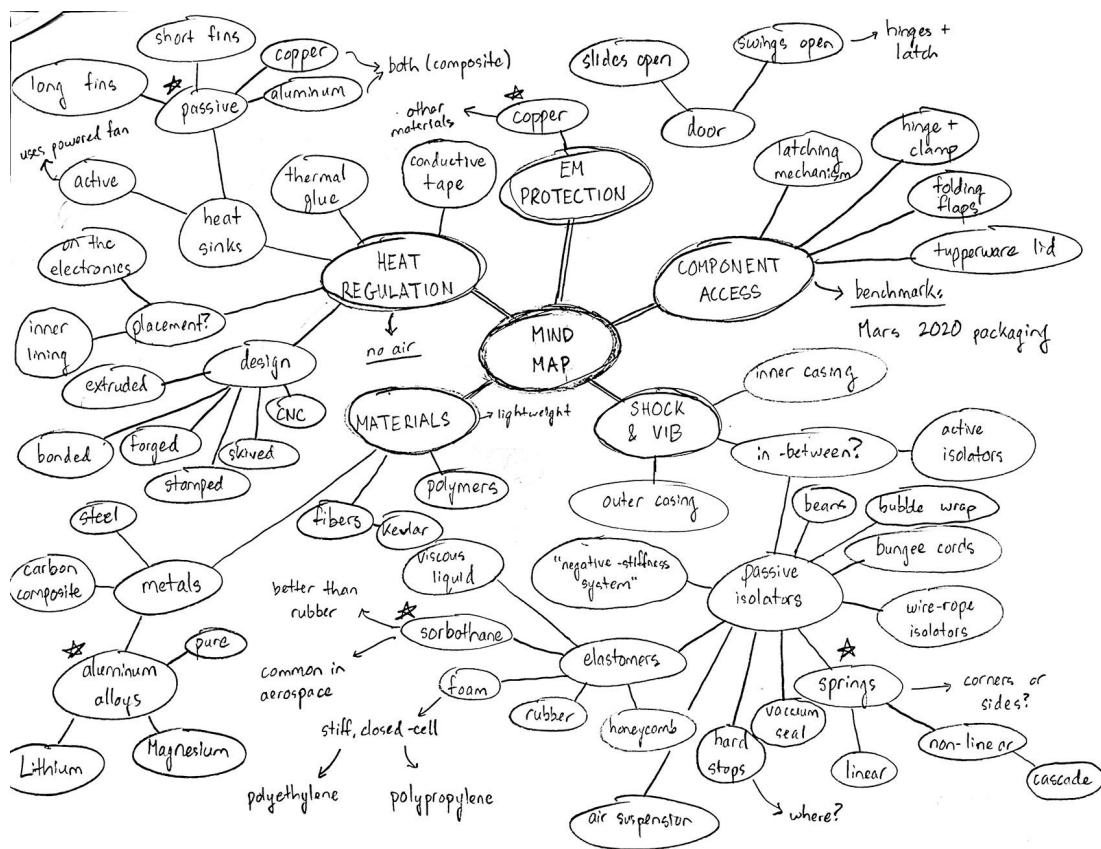 short fins
copper
long fins
passive
aluminum
both (composite)
uses powered fan
active
heat
sinks
thermal
glue
conductive
tape
other
materials
copper
EM
PROTECTION
slides open
swings open
hinges +
latch
door
latching
mechanism
hinge +
clamp
folding
flaps
tupperware lid
COMPONENT
ACCESS
benchmarks
Mars 2020 packaging
on the
electronics
HEAT
REGULATION
inner
lining
placement?
no air
MIND
MAP
design
extruded
CNC
bonded
forged
skived
stamped
MATERIALS
lightweight
SHOCK
& VIB
inner casing
in-between?
active
isolators
outer casing
polymers
fibers
kevlar
steel
carbon
composite
metals
aluminum
alloys
pure
Lithium
Magnesium
viscous
liquid
better than
rubber
sorbothane
common in
aerospace
elastomers
foam
rubber
honeycomb
stiff, closed-cell
polyethylene
polypropylene
"negative-stiffness
system"
passive
isolators
beans
bubble wrap
bungee cords
wire-rope
isolators
springs
corners or
sides?
vacuum
seal
hard
stops
where?
linear
non-linear
cascade
air suspension